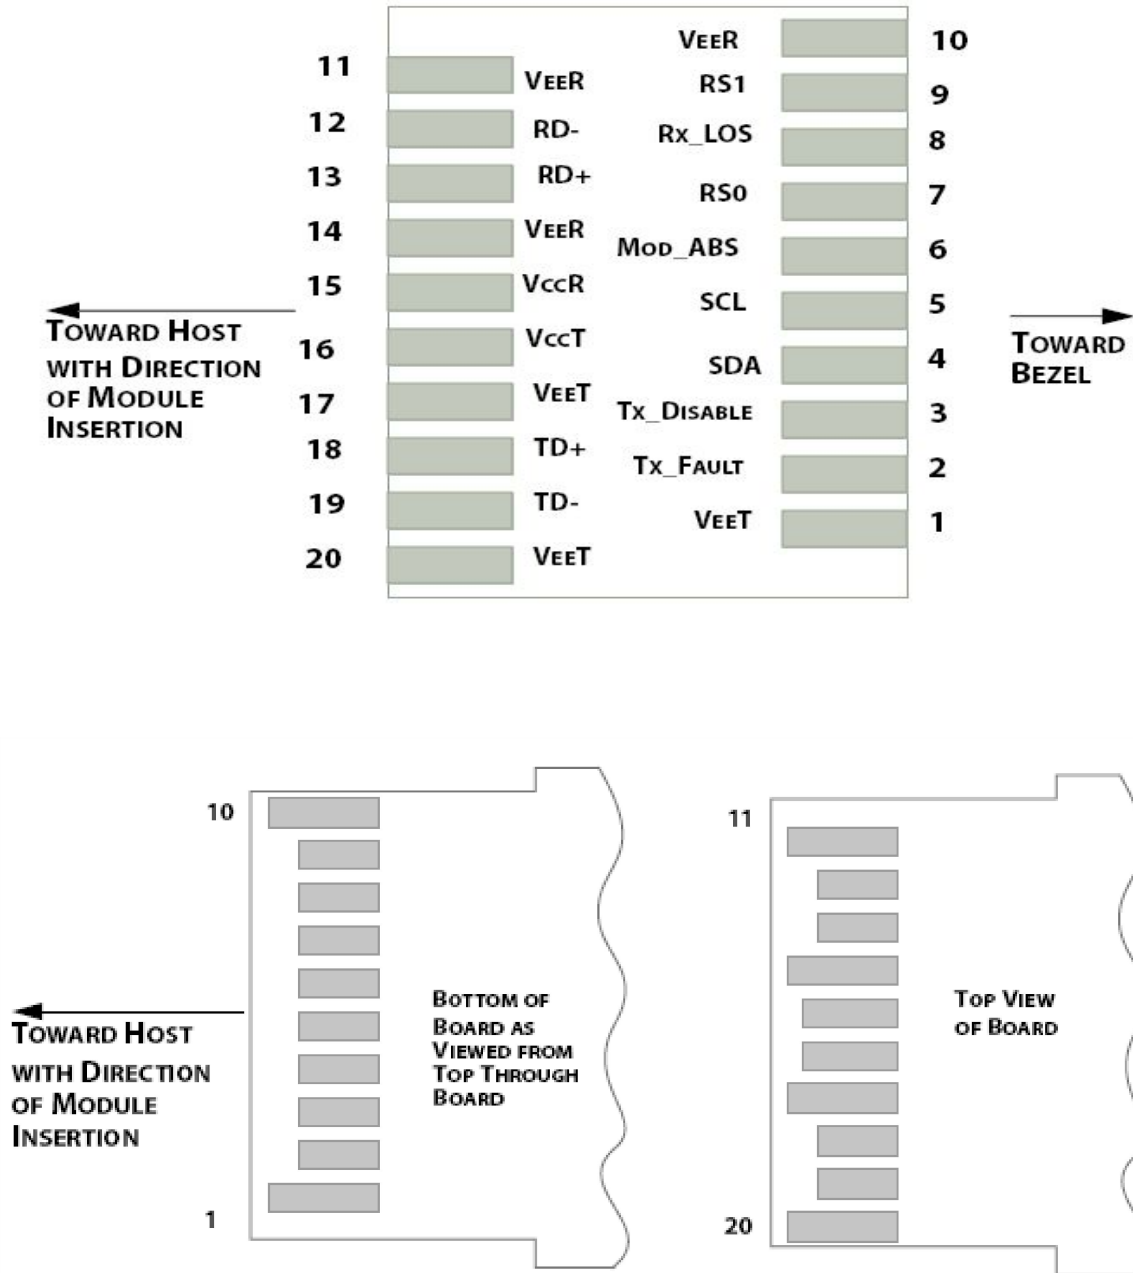 VEER 10
11 VEER RS1 9
12 RD- Rx_LOS 8
13 RD+ RS0 7
14 VEER MOD_ABS 6
15 VCCR SCL 5
16 VCCT SDA 4
17 VEET TX_DISABLE 3
18 TD+ TX_FAULT 2
19 TD- VEET 1
20 VEET
TOWARD HOST
WITH DIRECTION
OF MODULE
INSERTION
TOWARD
BEZEL
10
1
TOWARD HOST
WITH DIRECTION
OF MODULE
INSERTION
BOTTOM OF
BOARD AS
VIEWED FROM
TOP THROUGH
BOARD
11
20
TOP VIEW
OF BOARD